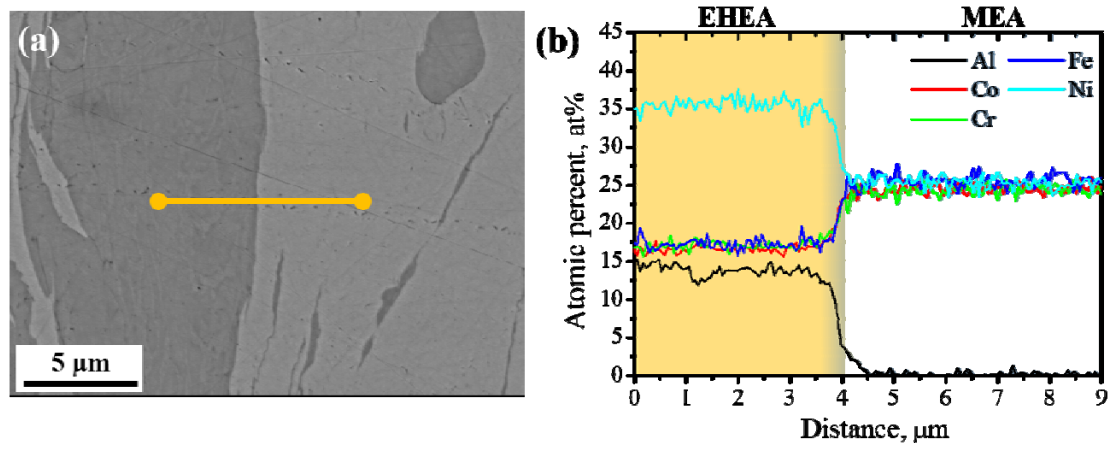 (a)
5 µm
(b)
EHEA MEA
Al Fe
Co Ni
Cr
Atomic percent, at%
45
40
35
30
25
20
15
10
5
0
0 1 2 3 4 5 6 7 8 9
Distance, µm